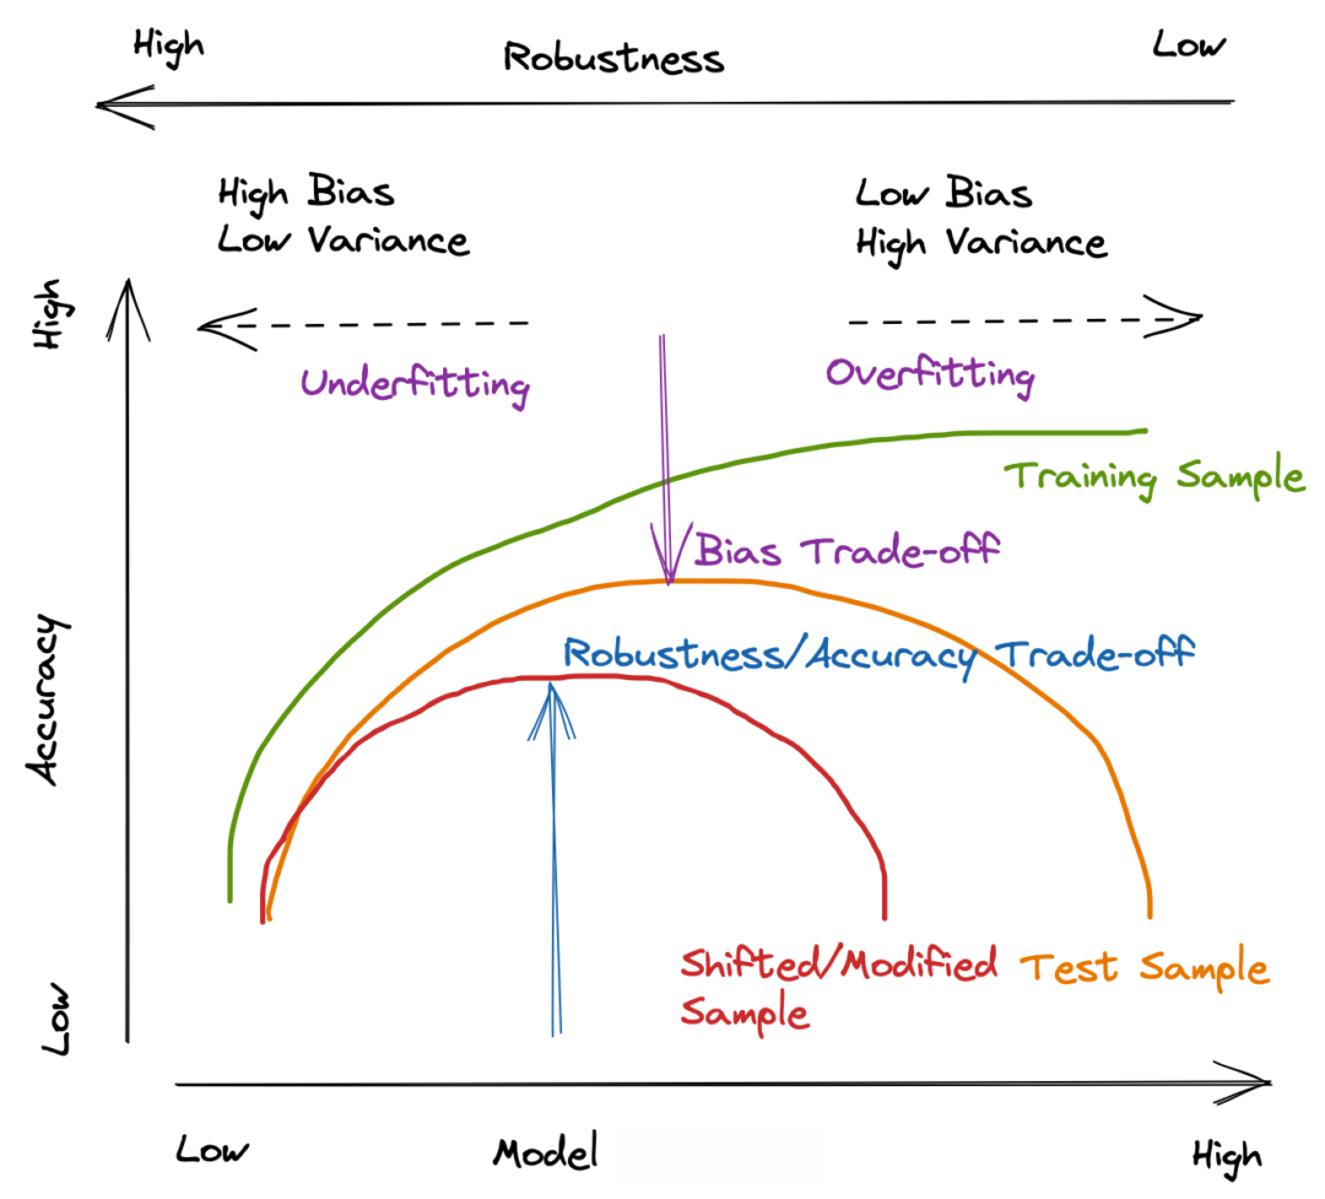 High Robustness Low
High Bias
Low Variance
Low Bias
High Variance
High
Underfitting
Overfitting
Training Sample
Bias Trade-off
Robustness/Accuracy Trade-off
Accuracy
Shifted/Modified
Sample
Test Sample
Low
Low Model High